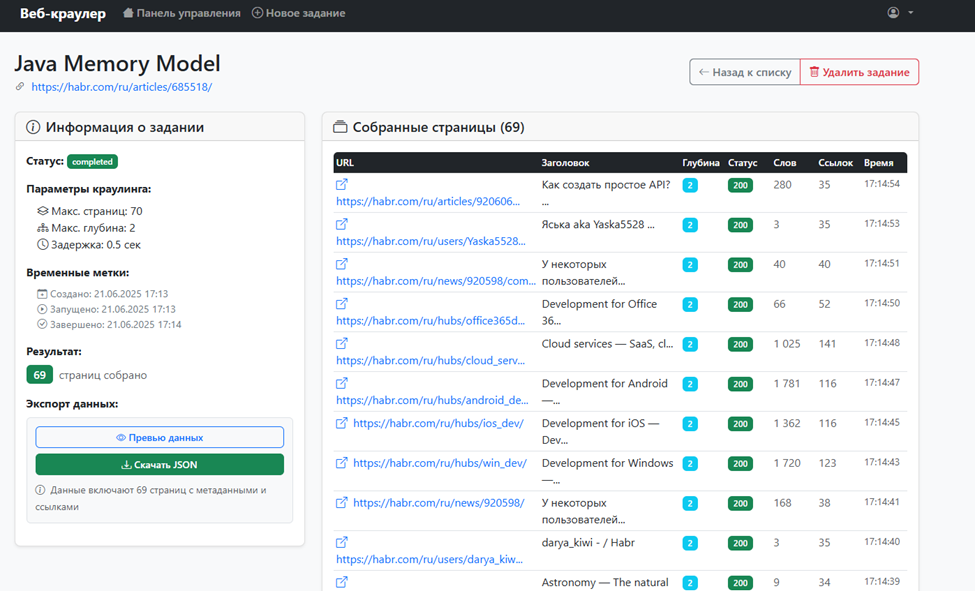 Веб-краулер Панель управления Новое задание
Java Memory Model
https://habr.com/ru/articles/685518/
Назад к списку Удалить задание
Информация о задании
Статус: completed
Параметры краулинга:
Макс. страниц: 70
Макс. глубина: 2
Задержка: 0.5 сек
Временные метки:
Создано: 21.06.2025 17:13
Запущено: 21.06.2025 17:13
Завершено: 21.06.2025 17:14
Результат:
69 страниц собрано
Экспорт данных:
Превью данных
Скачать JSON
Данные включают 69 страниц с метаданными и
ссылками
Собранные страницы (69)
URL Заголовок Глубина Статус Слов Ссылок Время
Как создать простое API? 2 200 280 35 17:14:54
https://habr.com/ru/articles/920606... ...
Яська aka Yaska5528 ... 2 200 3 35 17:14:53
https://habr.com/ru/users/Yaska5528...
У некоторых 2 200 40 40 17:14:51
https://habr.com/ru/news/920598/com... пользователей...
Development for Office 2 200 66 52 17:14:50
https://habr.com/ru/hubs/office365d... 36...
Cloud services — SaaS, cl... 2 200 1 025 141 17:14:48
https://habr.com/ru/hubs/cloud_serv...
Development for Android 2 200 1 781 116 17:14:47
https://habr.com/ru/hubs/android_de... —...
https://habr.com/ru/hubs/ios_dev/ Development for iOS — 2 200 1 362 116 17:14:45
Dev...
https://habr.com/ru/hubs/win_dev/ Development for Windows 2 200 1 720 123 17:14:43
—...
https://habr.com/ru/news/920598/ У некоторых 2 200 168 38 17:14:41
пользователей...
darya_kiwi - / Habr 2 200 3 35 17:14:40
https://habr.com/ru/users/darya_kiw...
Astronomy — The natural 2 200 9 34 17:14:39